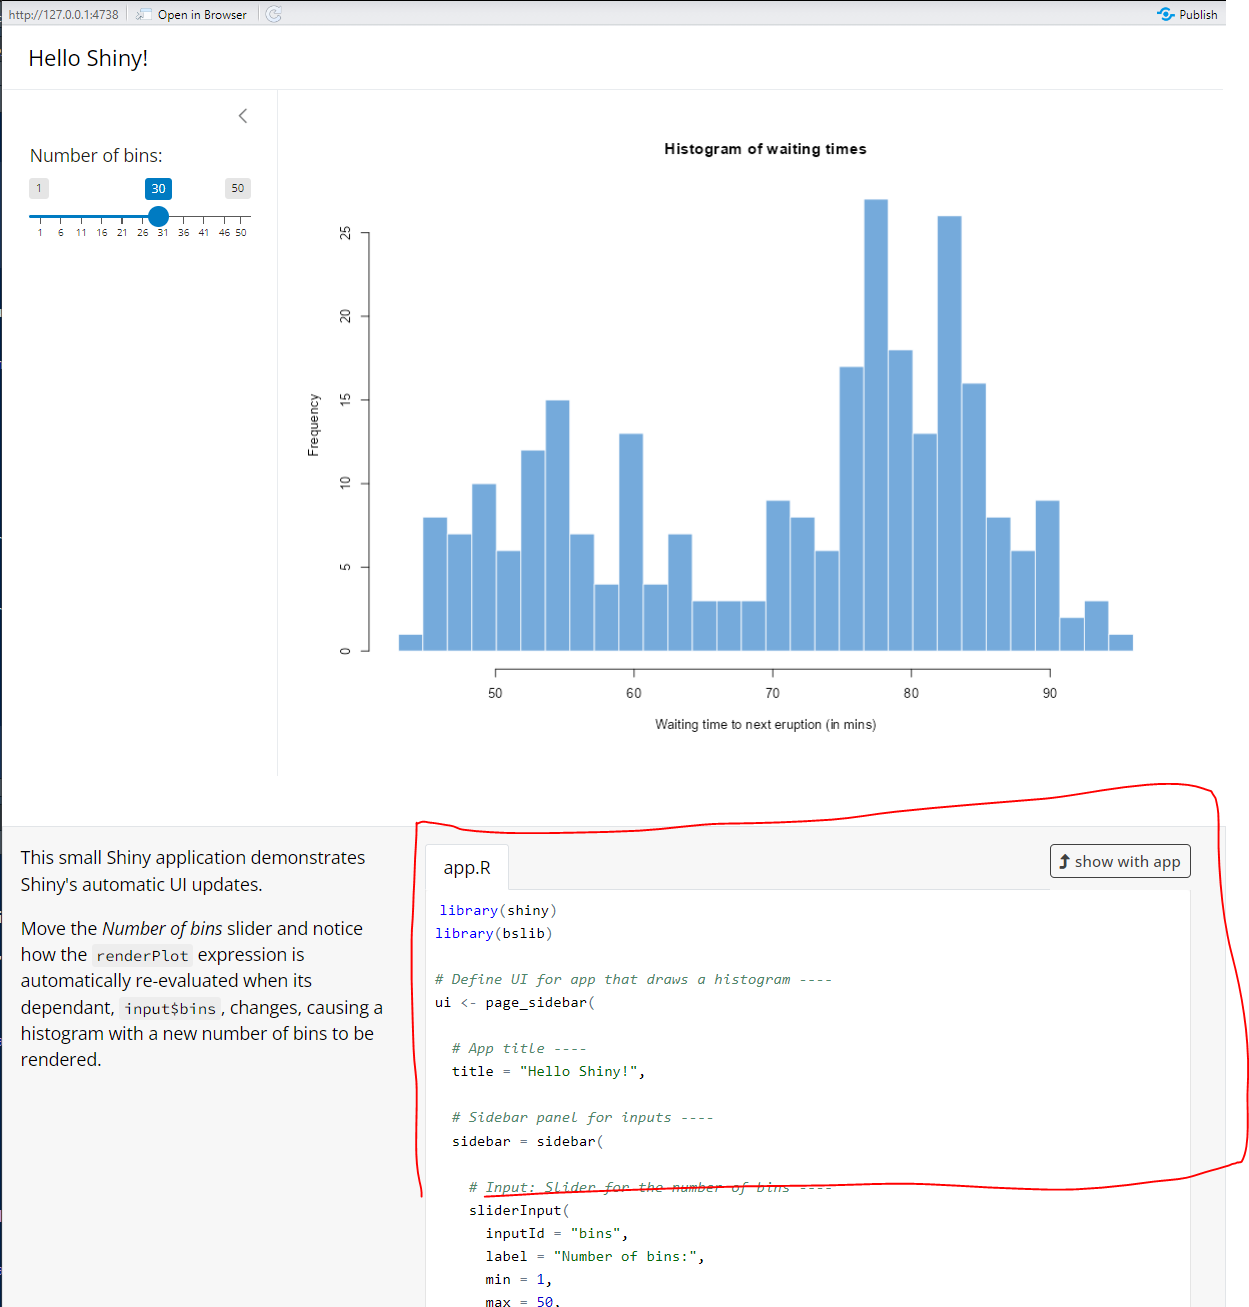 http://127.0.0.1:4738 Open in Browser Publish
Hello Shiny!
Number of bins:
1 30 50
1 6 11 16 21 26 31 36 41 46 50
Histogram of waiting times
Frequency
25
20
15
10
5
0
50 60 70 80 90
Waiting time to next eruption (in mins)
This small Shiny application demonstrates
Shiny's automatic UI updates.
Move the Number of bins slider and notice
how the renderPlot expression is
automatically re-evaluated when its
dependant, input$bins, changes, causing a
histogram with a new number of bins to be
rendered.
app.R
show with app
library(shiny)
library(bslib)
# Define UI for app that draws a histogram ----
ui <- page_sidebar(
# App title ----
title = "Hello Shiny!",
# Sidebar panel for inputs ----
sidebar = sidebar(
# Input: Slider for the number of bins ----
sliderInput(
inputId = "bins",
label = "Number of bins:",
min = 1,
max = 50,